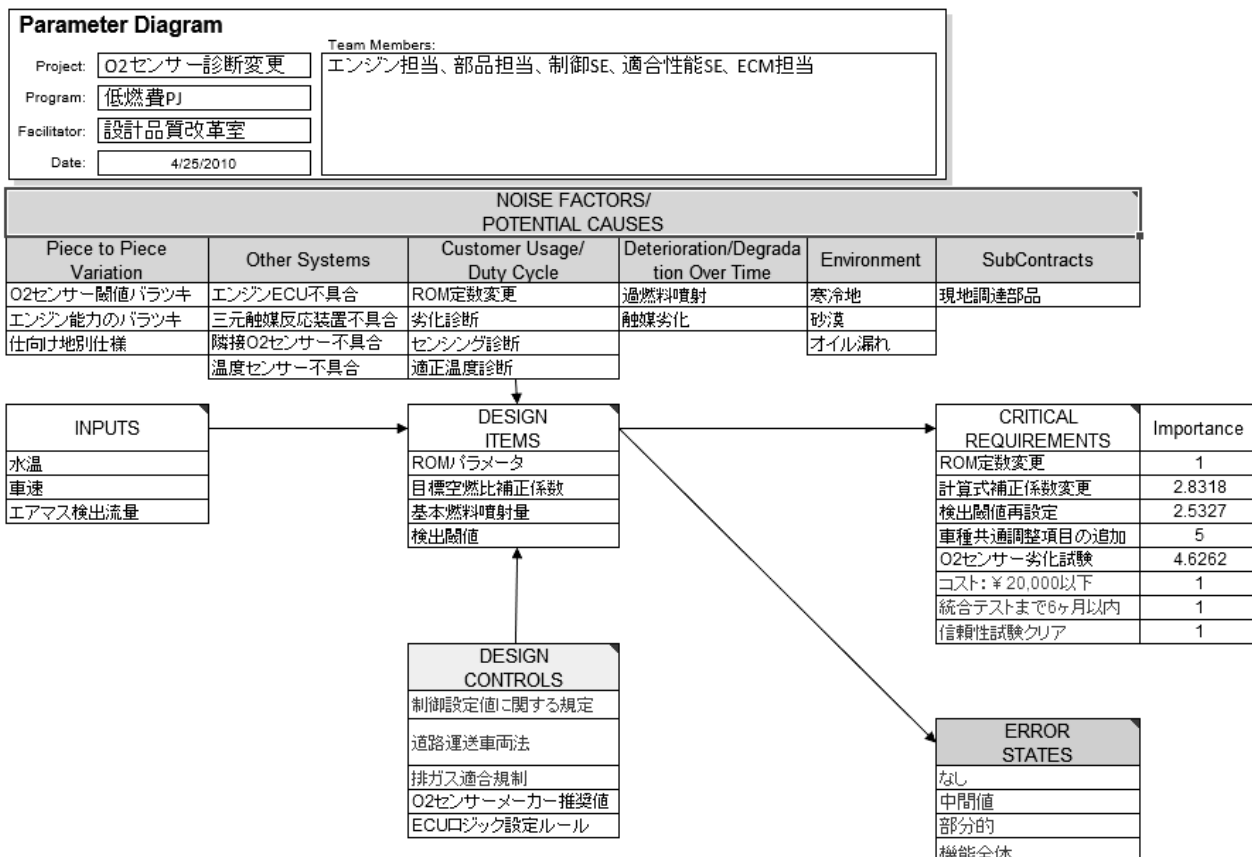 Parameter Diagram
Team Members:
Project: O2センサー診断変更
エンジン担当、部品担当、制御SE、適合性能SE、ECM担当
Program: 低燃費PJ
Facilitator: 設計品質改革室
Date: 4/25/2010
NOISE FACTORS/
POTENTIAL CAUSES
Piece to Piece
Variation
Other Systems
Customer Usage/
Duty Cycle
Deterioration/Degrada
tion Over Time
Environment
SubContracts
O2センサー閾値バラツキ エンジンECU不具合 ROM定数変更 過燃料噴射 寒冷地 現地調達部品
エンジン能力のバラツキ 三元触媒反応装置不具合 劣化診断 触媒劣化 砂漠
仕向け地別仕様 隣接O2センサー不具合 センシング診断 オイル漏れ
温度センサー不具合 適正温度診断
INPUTS
水温
車速
エアマス検出流量
DESIGN
ITEMS
ROMパラメータ
目標空燃比補正係数
基本燃料噴射量
検出閾値
CRITICAL
REQUIREMENTS
Importance
ROM定数変更 1
計算式補正係数変更 2.8318
検出閾値再設定 2.5327
車種共通調整項目の追加 5
O2センサー劣化試験 4.6262
コスト:¥20,000以下 1
統合テストまで6ヶ月以内 1
信頼性試験クリア 1
DESIGN
CONTROLS
制御設定値に関する規定
道路運送車両法
排ガス適合規制
O2センサーメーカー推奨値
ECUロジック設定ルール
ERROR
STATES
なし
中間値
部分的
機能全体